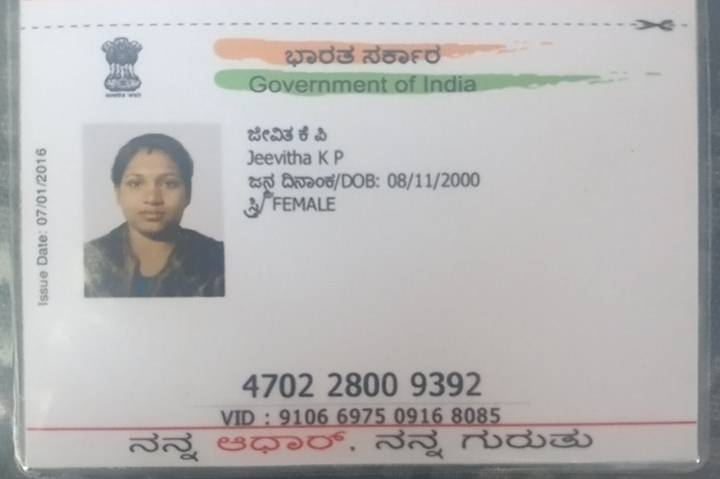 ಭಾರತ ಸರ್ಕಾರ
Government of India
ಜೀವಿತ ಕೆ ಪಿ
Jeevitha K P
ಜನ್ಮ ದಿನಾಂಕ/DOB: 08/11/2000
ಸ್ತ್ರೀ/ FEMALE
Issue Date: 07/01/2016
4702 2800 9392
VID : 9106 6975 0916 8085
ನನ್ನ ಆಧಾರ್, ನನ್ನ ಗುರುತು